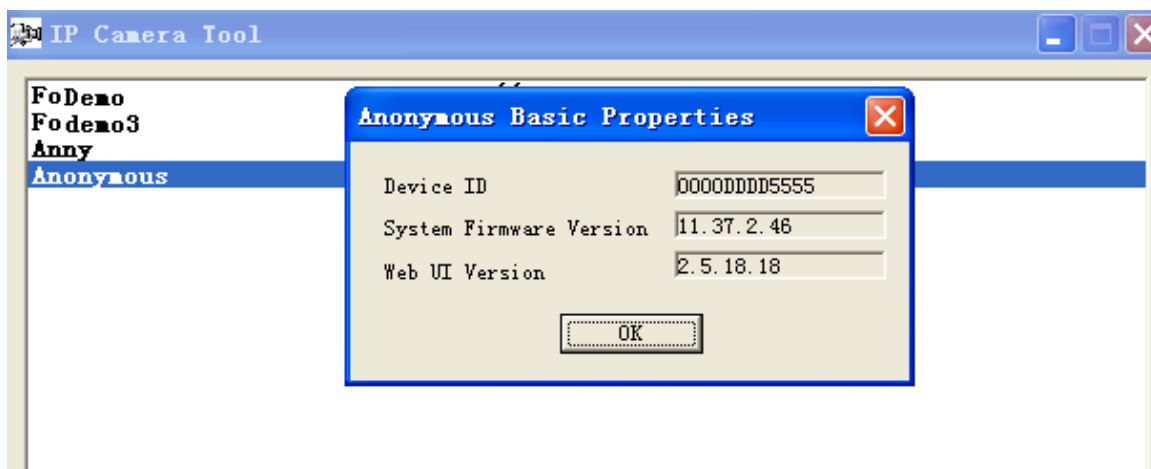 IP Camera Tool
FoDemo
Fodemo3
Anny
Anonymous
Anonymous Basic Properties
Device ID 0000DDDD5555
System Firmware Version 11.37.2.46
Web UI Version 2.5.18.18
OK